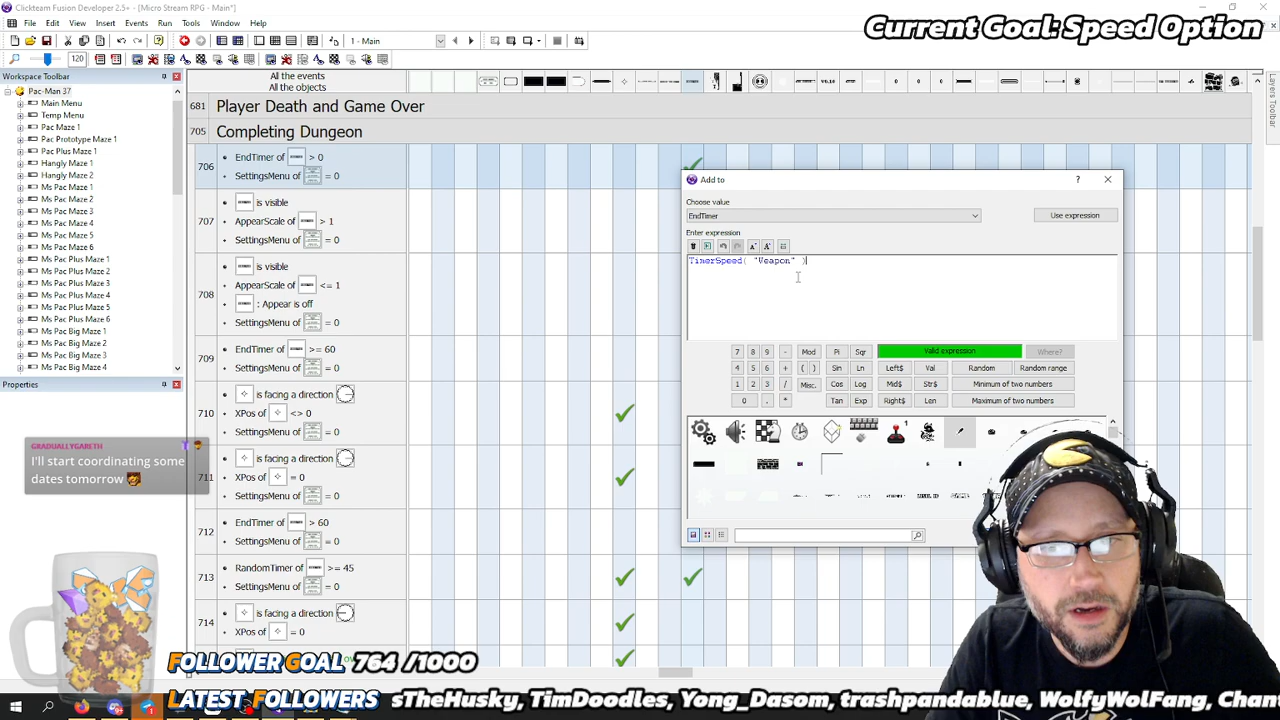 Clickteam Fusion Developer 2.5+ - [Micro Stream RPG - Main*]
File Edit View Insert Events Run Tools Window Help
Current Goal: Speed Option
120
1 - Main
Workspace Toolbar
Pac-Man 37
Main Menu
Temp Menu
Pac Maze 1
Pac Prototype Maze 1
Pac Plus Maze 1
Hangly Maze 1
Hangly Maze 2
Ms Pac Maze 1
Ms Pac Maze 2
Ms Pac Maze 3
Ms Pac Maze 4
Ms Pac Maze 5
Ms Pac Maze 6
Ms Pac Plus Maze 1
Ms Pac Plus Maze 2
Ms Pac Plus Maze 3
Ms Pac Plus Maze 4
Ms Pac Plus Maze 5
Ms Pac Plus Maze 6
Ms Pac Big Maze 1
Ms Pac Big Maze 2
Ms Pac Big Maze 3
Ms Pac Big Maze 4
Properties
All the events
All the objects
Layers Toolbar
681 Player Death and Game Over
705 Completing Dungeon
706
EndTimer of > 0
SettingsMenu of = 0
707
is visible
AppearScale of > 1
SettingsMenu of = 0
708
is visible
AppearScale of <= 1
: Appear is off
SettingsMenu of = 0
709
EndTimer of >= 60
SettingsMenu of = 0
710
is facing a direction
XPos of <> 0
SettingsMenu of = 0
711
is facing a direction
XPos of = 0
SettingsMenu of = 0
712
EndTimer of > 60
SettingsMenu of = 0
713
RandomTimer of >= 45
SettingsMenu of = 0
714
is facing a direction
XPos of = 0
Add to
?
Choose value
EndTimer
Use expression
Enter expression
TimerSpeed( "Weapon" )
7 8 9 - Mod Pi Sqr Valid expression Where?
4 5 6 + ( ) Sin Ln Left$ Val Random Random range
1 2 3 / Misc. Cos Log Mid$ Str$ Minimum of two numbers
0 . * Tan Exp Right$ Len Maximum of two numbers
GRADUALLYGARETH
I'll start coordinating some
dates tomorrow
Follower Goal 764 /1000
Latest Followers sTheHusky, TimDoodles, Yong_Dasom, trashpandablue, WolfyWolfFang, Chan